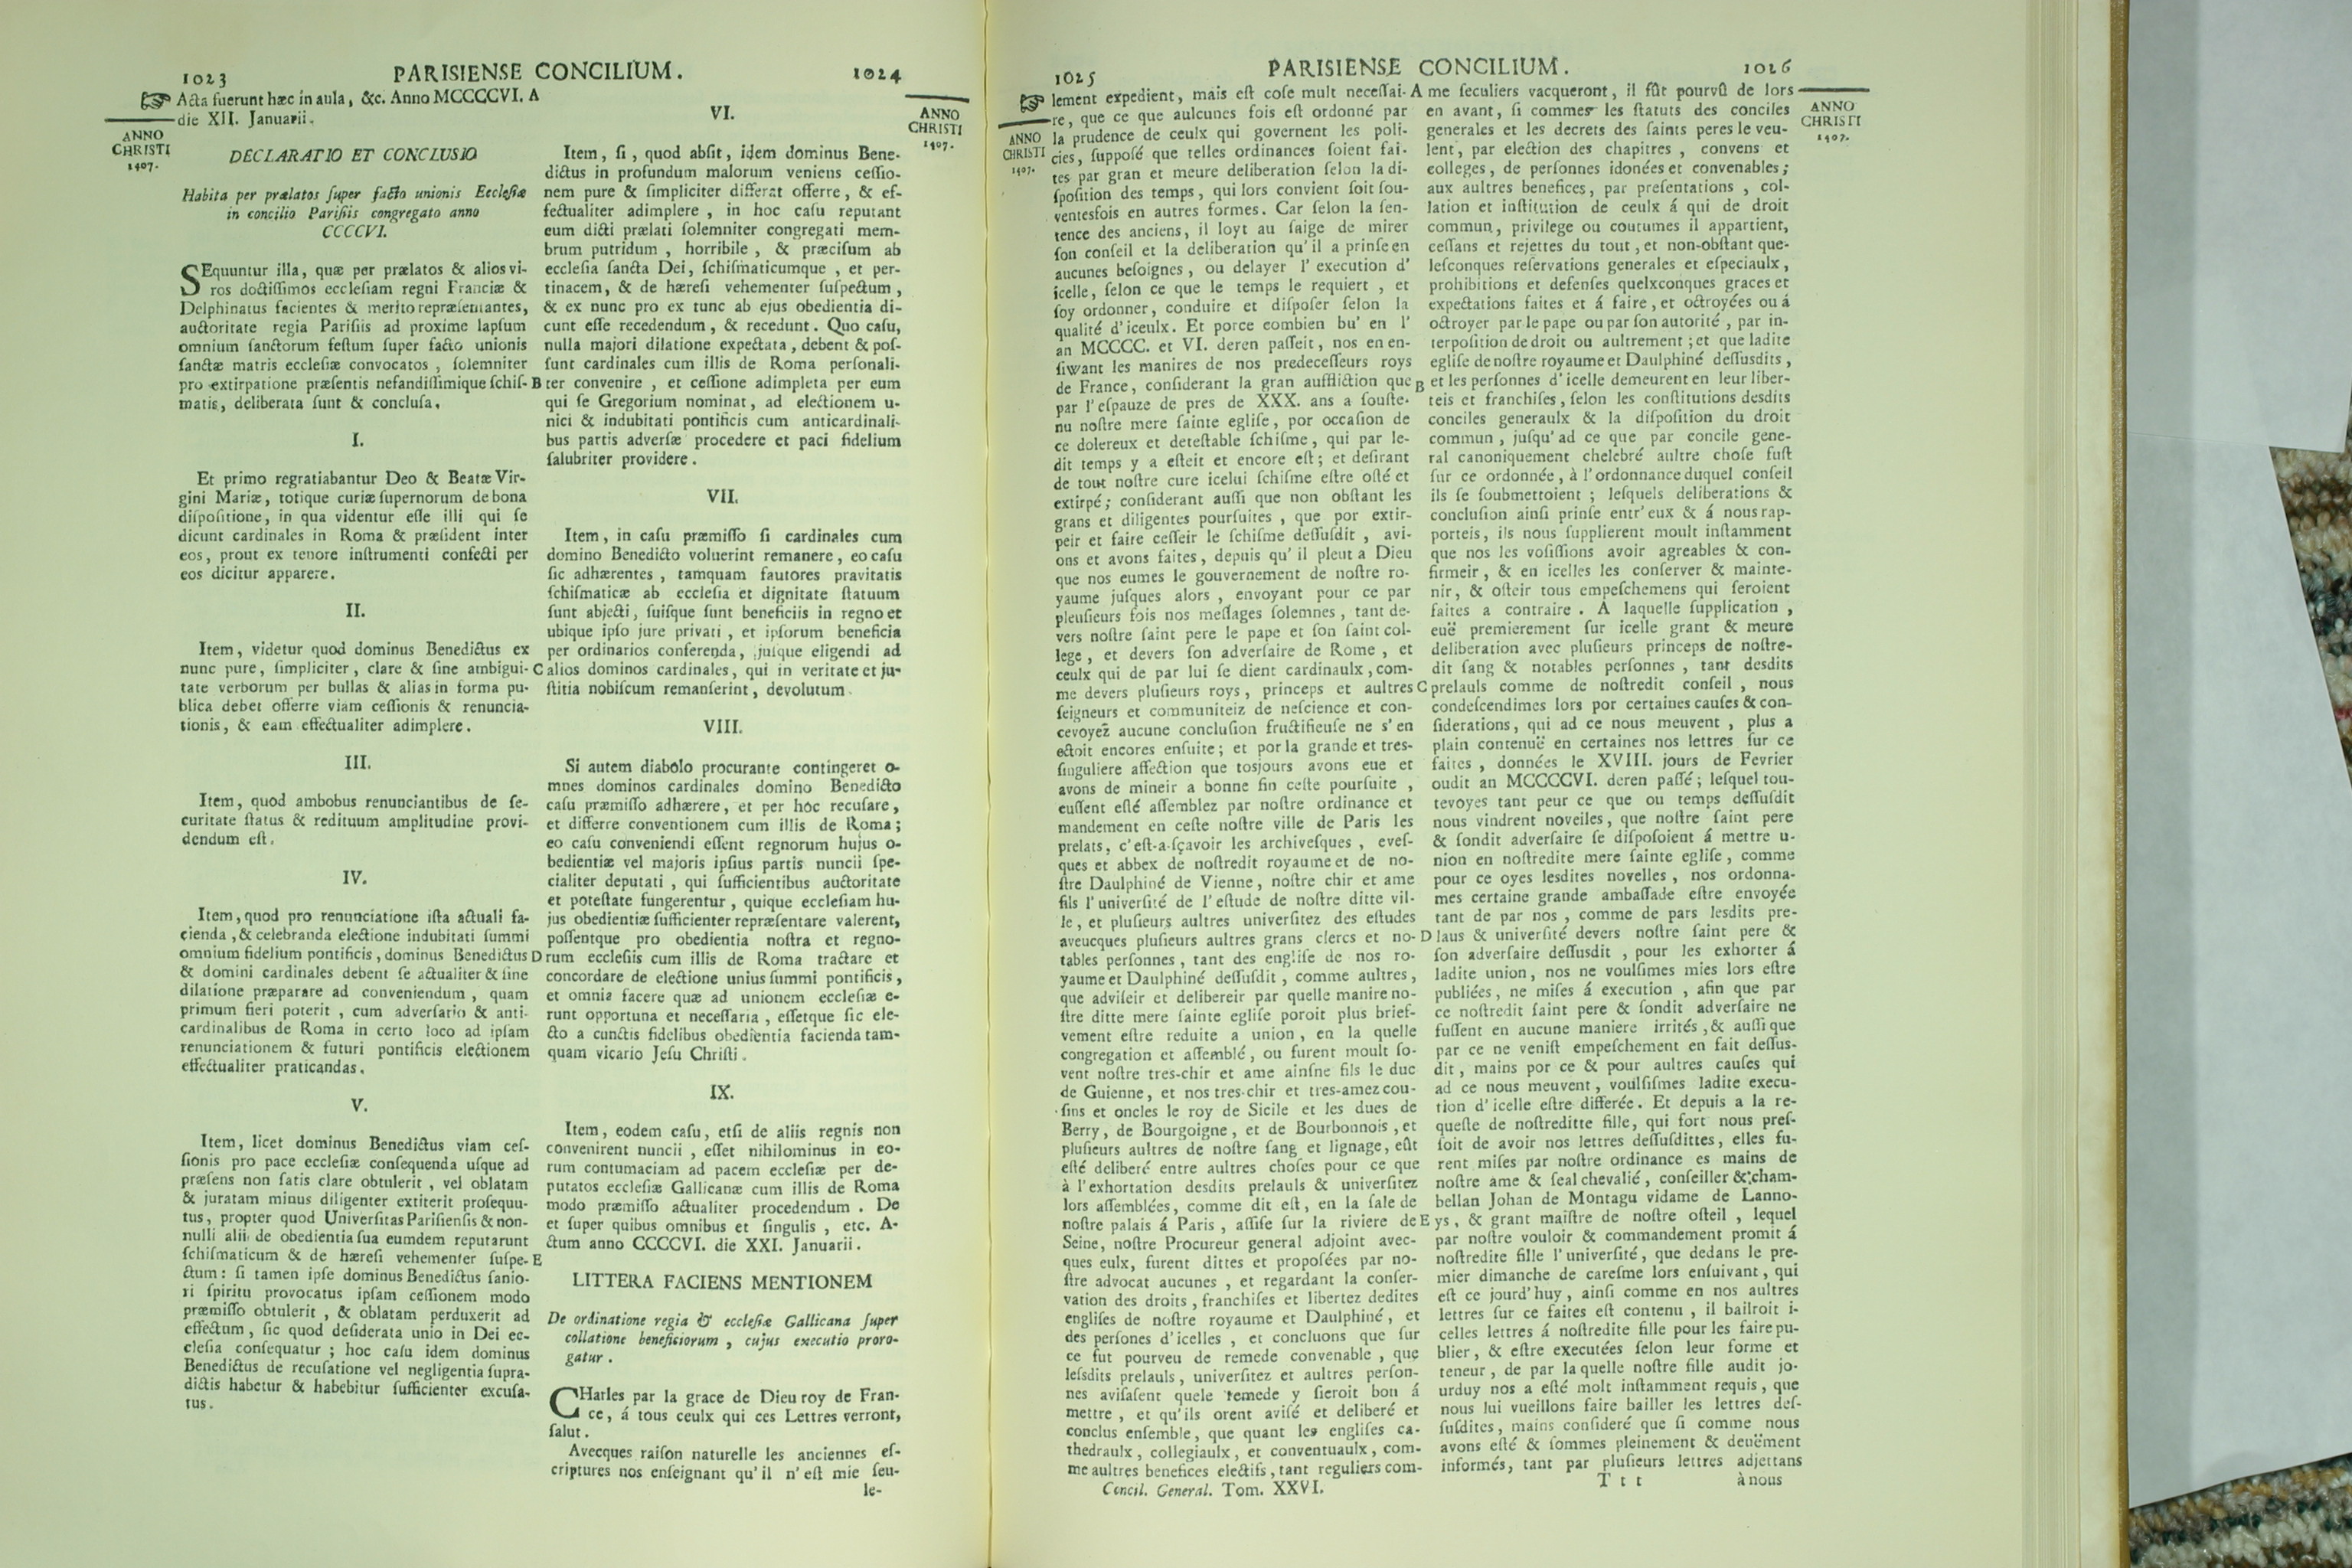 1023
PARISIENSE CONCILIUM.
1024
Acta fuerunt hæc in aula, &c. Anno MCCCCVI.
die XII. Januarii.
ANNO
CHRISTI
1407.
DECLARATIO ET CONCLUSIO
Habita per prælatos ſuper facto unionis Eccleſiæ
in concilio Pariſiis congregato anno
CCCCVI.
SEquuntur illa, quæ per prælatos & alios vi-
ros doctiſſimos eccleſiam regni Franciæ &
Delphinatus facientes & merito repræſentantes,
auctoritate regia Pariſiis ad proxime lapſum
omnium ſanctorum feſtum ſuper facto unionis
ſanctæ matris eccleſiæ convocatos, ſolemniter
pro extirpatione præſentis nefandiſſimique ſchiſ-
matis, deliberata ſunt & concluſa.
I.
Et primo regratiabantur Deo & Beatæ Vir-
gini Mariæ, totique curiæ ſupernorum de bona
diſpoſitione, in qua videntur eſſe illi qui ſe
dicunt cardinales in Roma & præſident inter
eos, prout ex tenore inſtrumenti confecti per
eos dicitur apparere.
II.
Item, videtur quod dominus Benedictus ex
nunc pure, ſimpliciter, clare & ſine ambigui-
tate verborum per bullas & alias in forma pu-
blica debet offerre viam ceſſionis & renuncia-
tionis, & eam effectualiter adimplere.
III.
Item, quod ambobus renunciantibus de ſe-
curitate ſtatus & redituum amplitudine provi-
dendum eſt.
IV.
Item, quod pro renunciatione iſta actuali fa-
cienda, & celebranda electione indubitati ſummi
omnium fidelium pontificis, dominus Benedictus
& domini cardinales debent ſe actualiter & ſine
dilatione præparare ad conveniendum, quam
primum fieri poterit, cum adverſario & anti-
cardinalibus de Roma in certo loco ad ipſam
renunciationem & futuri pontificis electionem
effectualiter praticandas.
V.
Item, licet dominus Benedictus viam ceſ-
ſionis pro pace eccleſiæ conſequenda uſque ad
præſens non ſatis clare obtulerit, vel oblatam
& juratam minus diligenter extiterit proſequu-
tus, propter quod Univerſitas Pariſienſis & non-
nulli alii de obedientia ſua eumdem reputarunt
ſchiſmaticum & de hæreſi vehementer ſuſpe-
ctum: ſi tamen ipſe dominus Benedictus ſanio-
ri ſpiritu provocatus ipſam ceſſionem modo
præmiſſo obtulerit, & oblatam perduxerit ad
effectum, ſic quod deſiderata unio in Dei ec-
cleſia conſequatur; hoc caſu idem dominus
Benedictus de recuſatione vel negligentia ſupra-
dictis habetur & habebitur ſufficienter excuſa-
tus.
A
B
C
D
E
VI.
ANNO
CHRISTI
1407.
Item, ſi, quod abſit, idem dominus Bene-
dictus in profundum malorum veniens ceſſio-
nem pure & ſimpliciter differat offerre, & ef-
fectualiter adimplere, in hoc caſu reputant
eum dicti prælati ſolemniter congregati mem-
brum putridum, horribile, & præciſum ab
eccleſia ſancta Dei, ſchiſmaticumque, et per-
tinacem, & de hæreſi vehementer ſuſpectum,
& ex nunc pro ex tunc ab ejus obedientia di-
cunt eſſe recedendum, & recedunt. Quo caſu,
nulla majori dilatione expectata, debent & poſ-
ſunt cardinales cum illis de Roma perſonali-
ter convenire, et ceſſione adimpleta per eum
qui ſe Gregorium nominat, ad electionem u-
nici & indubitati pontificis cum anticardinali-
bus partis adverſæ procedere et paci fidelium
ſalubriter providere.
VII.
Item, in caſu præmiſſo ſi cardinales cum
domino Benedicto voluerint remanere, eo caſu
ſic adhærentes, tamquam fautores pravitatis
ſchiſmaticæ ab eccleſia et dignitate ſtatuum
ſunt abjecti, ſuiſque ſunt beneficiis in regno et
ubique ipſo jure privati, et ipſorum beneficia
per ordinarios conferenda, juſque eligendi ad
alios dominos cardinales, qui in veritate et ju-
ſtitia nobiſcum remanſerint, devolutum.
VIII.
Si autem diabolo procurante contingeret o-
mnes dominos cardinales domino Benedicto
caſu præmiſſo adhærere, et per hoc recuſare,
et differre conventionem cum illis de Roma;
eo caſu conveniendi eſſent regnorum hujus o-
bedientiæ vel majoris ipſius partis nuncii ſpe-
cialiter deputati, qui ſufficientibus auctoritate
et poteſtate fungerentur, quique eccleſiam hu-
jus obedientiæ ſufficienter repræſentare valerent,
poſſentque pro obedientia noſtra et regno-
rum eccleſiis cum illis de Roma tractare et
concordare de electione unius ſummi pontificis,
et omnia facere quæ ad unionem eccleſiæ e-
runt opportuna et neceſſaria, eſſetque ſic ele-
cto a cunctis fidelibus obedientia facienda tam-
quam vicario Jeſu Chriſti.
IX.
Item, eodem caſu, etſi de aliis regnis non
convenirent nuncii, eſſet nihilominus in eo-
rum contumaciam ad pacem eccleſiæ per de-
putatos eccleſiæ Gallicanæ cum illis de Roma
modo præmiſſo actualiter procedendum. De
et ſuper quibus omnibus et ſingulis, etc. A-
ctum anno CCCCVI. die XXI. Januarii.
LITTERA FACIENS MENTIONEM
De ordinatione regia & eccleſiæ Gallicana ſuper
collatione beneficiorum, cujus executio proro-
gatur.
CHarles par la grace de Dieu roy de Fran-
ce, á tous ceulx qui ces Lettres verront,
ſalut.
Avecques raiſon naturelle les anciennes eſ-
criptures nos enſeignant qu'il n'eſt mie ſeu-
le-
1025
PARISIENSE CONCILIUM.
1026
ANNO
CHRISTI
1407.
lement expedient, mais eſt coſe mult neceſſai-
re, que ce que aulcunes fois eſt ordonné par
la prudence de ceulx qui governent les poli-
cies, ſuppoſé que telles ordinances ſoient fai-
tes par gran et meure deliberation ſelon la di-
ſpoſition des temps, qui lors convient ſoit ſou-
ventesfois en autres formes. Car ſelon la ſen-
tence des anciens, il loyt au ſaige de mirer
ſon conſeil et la deliberation qu'il a prinſe en
aucunes beſoignes, ou delayer l'execution d'
icelle, ſelon ce que le temps le requiert, et
ſoy ordonner, conduire et diſpoſer ſelon la
qualité d'iceulx. Et porce combien bu' en l'
an MCCCC. et VI. deren paſſeit, nos en en-
ſiwant les manires de nos predeceſſeurs roys
de France, conſiderant la gran auffliction que
par l'eſpauze de pres de XXX. ans a ſouſte-
nu noſtre mere ſainte egliſe, por occaſion de
ce dolereux et deteſtable ſchiſme, qui par le-
dit temps y a eſteit et encore eſt; et deſirant
de tout noſtre cure icelui ſchiſme eſtre oſté et
extirpé; conſiderant auſſi que non obſtant les
grans et diligentes pourſuites, que por extir-
peir et faire ceſſeir le ſchiſme deſſuſdit, avi-
ons et avons faites, depuis qu'il pleut a Dieu
que nos eumes le gouvernement de noſtre ro-
yaume juſques alors, envoyant pour ce par
pleuſieurs fois nos meſſages ſolemnes, tant de-
vers noſtre ſaint pere le pape et ſon ſaint col-
lege, et devers ſon adverſaire de Rome, et
ceulx qui de par lui ſe dient cardinaulx, com-
me devers pluſieurs roys, princeps et aultres
ſeigneurs et communiteiz de neſcience et con-
cevoyez aucune concluſion fructifieuſe ne s'en
ectoit encores enſuite; et por la grande et tres-
ſinguliere affection que tosjours avons eue et
avons de mineir a bonne fin ceſte pourſuite,
euſſent eſté aſſemblez par noſtre ordinance et
mandement en ceſte noſtre ville de Paris les
prelats, c'eſt-a-ſçavoir les archiveſques, eveſ-
ques et abbex de noſtredit royaume et de no-
ſtre Daulphiné de Vienne, noſtre chir et ame
fils l'univerſité de l'eſtude de noſtre ditte vil-
le, et pluſieurs aultres univerſitez des eſtudes
aveucques pluſieurs aultres grans clercs et no-
tables perſonnes, tant des engliſe de nos ro-
yaume et Daulphiné deſſuſdit, comme aultres,
que adviſeir et delibereir par quelle manire no-
ſtre ditte mere ſainte egliſe poroit plus brief-
vement eſtre reduite a union, en la quelle
congregation et aſſemblé, ou furent moult ſo-
vent noſtre tres-chir et ame ainſne fils le duc
de Guienne, et nos tres-chir et tres-amez cou-
ſins et oncles le roy de Sicile et les dues de
Berry, de Bourgoigne, et de Bourbonnois, et
pluſieurs aultres de noſtre ſang et lignage, eût
eſté deliberé entre aultres choſes pour ce que
à l'exhortation desdits prelauls & univerſitez
lors aſſemblées, comme dit eſt, en la ſale de
noſtre palais á Paris, aſſiſe ſur la riviere de
Seine, noſtre Procureur general adjoint avec-
ques eulx, furent dittes et propoſées par no-
ſtre advocat aucunes, et regardant la conſer-
vation des droits, franchiſes et libertez dedites
engliſes de noſtre royaume et Daulphiné, et
des perſones d'icelles, et concluons que ſur
ce fut pourveu de remede convenable, que
leſdits prelauls, univerſitez et aultres perſon-
nes aviſaſent quele remede y ſieroit bon á
mettre, et qu'ils orent aviſé et deliberé et
conclus enſemble, que quant les engliſes ca-
thedraulx, collegiaulx, et conventuaulx, com-
me aultres benefices electifs, tant reguliers com-
Concil. General. Tom. XXVI.
A
B
C
D
E
me ſeculiers vacqueront, il fût pourvû de lors
en avant, ſi commes les ſtatuts des conciles
generales et les decrets des ſaints peres le veu-
lent, par election des chapitres, convens et
colleges, de perſonnes idonées et convenables;
aux aultres benefices, par preſentations, col-
lation et inſtitution de ceulx á qui de droit
commun, privilege ou coutumes il appartient,
ceſſans et rejettes du tout, et non-obſtant que-
leſconques reſervations generales et eſpeciaulx,
prohibitions et defenſes quelxconques graces et
expectations faites et á faire, et octroyées ou á
octroyer par le pape ou par ſon autorité, par in-
terpoſition de droit ou aultrement; et que ladite
egliſe de noſtre royaume et Daulphiné deſſusdits,
et les perſonnes d'icelle demeurent en leur liber-
teis et franchiſes, ſelon les conſtitutions desdits
conciles generaulx & la diſpoſition du droit
commun, juſqu'ad ce que par concile gene-
ral canoniquement chelebré aultre choſe fuſt
ſur ce ordonnée, à l'ordonnance duquel conſeil
ils ſe ſoubmettoient; leſquels deliberations &
concluſion ainſi prinſe entr'eux & á nous rap-
porteis, ils nous ſupplierent moult inſtamment
que nos les voſiſſions avoir agreables & con-
firmeir, & en icelles les conſerver & mainte-
nir, & oſteir tous empeſchemens qui ſeroient
faites a contraire. A laquelle ſupplication,
euë premierement ſur icelle grant & meure
deliberation avec pluſieurs princeps de noſtre-
dit ſang & notables perſonnes, tant desdits
prelauls comme de noſtredit conſeil, nous
condeſcendimes lors por certaines cauſes & con-
ſiderations, qui ad ce nous meuvent, plus a
plain contenuë en certaines nos lettres ſur ce
faites, données le XVIII. jours de Fevrier
oudit an MCCCCVI. deren paſſé; leſquel tou-
tevoyes tant peur ce que ou temps deſſuſdit
nous vindrent noveiles, que noſtre ſaint pere
& ſondit adverſaire ſe diſpoſoient á mettre u-
nion en noſtredite mere ſainte egliſe, comme
pour ce oyes lesdites novelles, nos ordonna-
mes certaine grande ambaſſade eſtre envoyée
tant de par nos, comme de pars lesdits pre-
laus & univerſité devers noſtre ſaint pere &
ſon adverſaire deſſusdit, pour les exhorter á
ladite union, nos ne voulſimes mies lors eſtre
publiées, ne miſes á execution, afin que par
ce noſtredit ſaint pere & ſondit adverſaire ne
fuſſent en aucune maniere irrités, & auſſi que
par ce ne veniſt empeſchement en fait deſſus-
dit, mains por ce & pour aultres cauſes qui
ad ce nous meuvent, voulſiſmes ladite execu-
tion d'icelle eſtre differée. Et depuis a la re-
queſte de noſtreditte fille, qui fort nous preſ-
ſoit de avoir nos lettres deſſuſdittes, elles fu-
rent miſes par noſtre ordinance es mains de
noſtre ame & feal chevalié, conſeiller & cham-
bellan Johan de Montagu vidame de Lanno-
ys, & grant maiſtre de noſtre oſteil, lequel
par noſtre vouloir & commandement promit á
noſtredite fille l'univerſité, que dedans le pre-
mier dimanche de careſme lors enſuivant, qui
eſt ce jourd'huy, ainſi comme en nos aultres
lettres ſur ce faites eſt contenu, il bailroit i-
celles lettres á noſtredite fille pour les faire pu-
blier, & eſtre executées ſelon leur forme et
teneur, de par laquelle noſtre fille audit jo-
urduy nos a eſté molt inſtamment requis, que
nous lui vueillons faire bailler les lettres deſ-
ſuſdites, mains conſideré que ſi comme nous
avons eſté & ſommes pleinement & deuëment
informés, tant par pluſieurs lettres adjettans
T t t
à nous
ANNO
CHRISTI
1407.